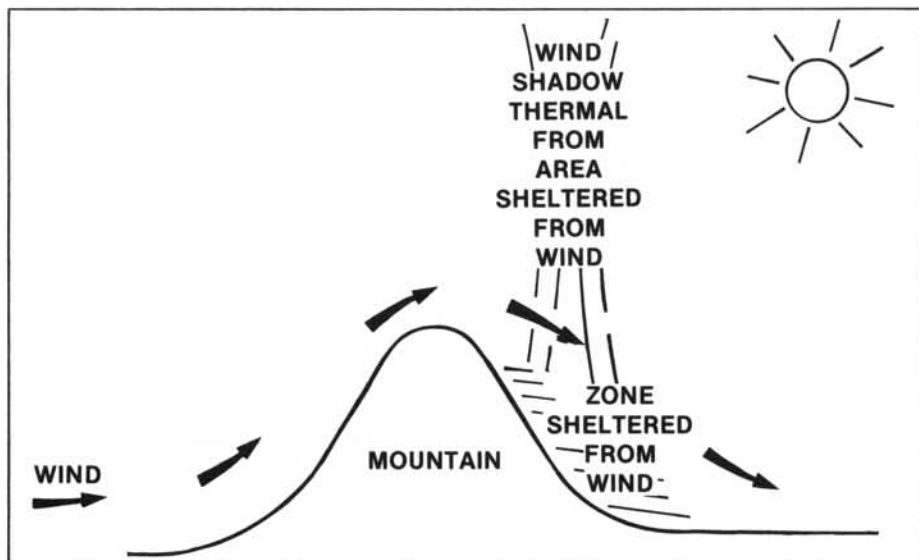 WIND
SHADOW
THERMAL
FROM
AREA
SHELTERED
FROM
WIND
ZONE
SHELTERED
FROM
WIND
MOUNTAIN
WIND